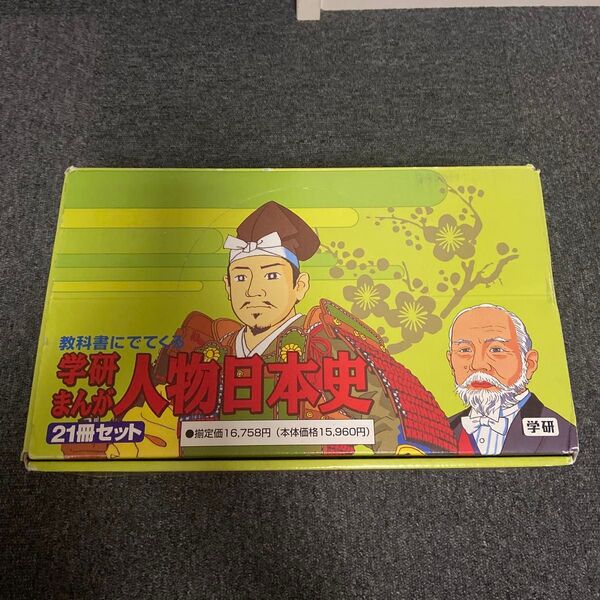 教科書にでてくる
学研
まんが
人物日本史
21冊セット
●揃定価16,758円（本体価格15,960円）
学研